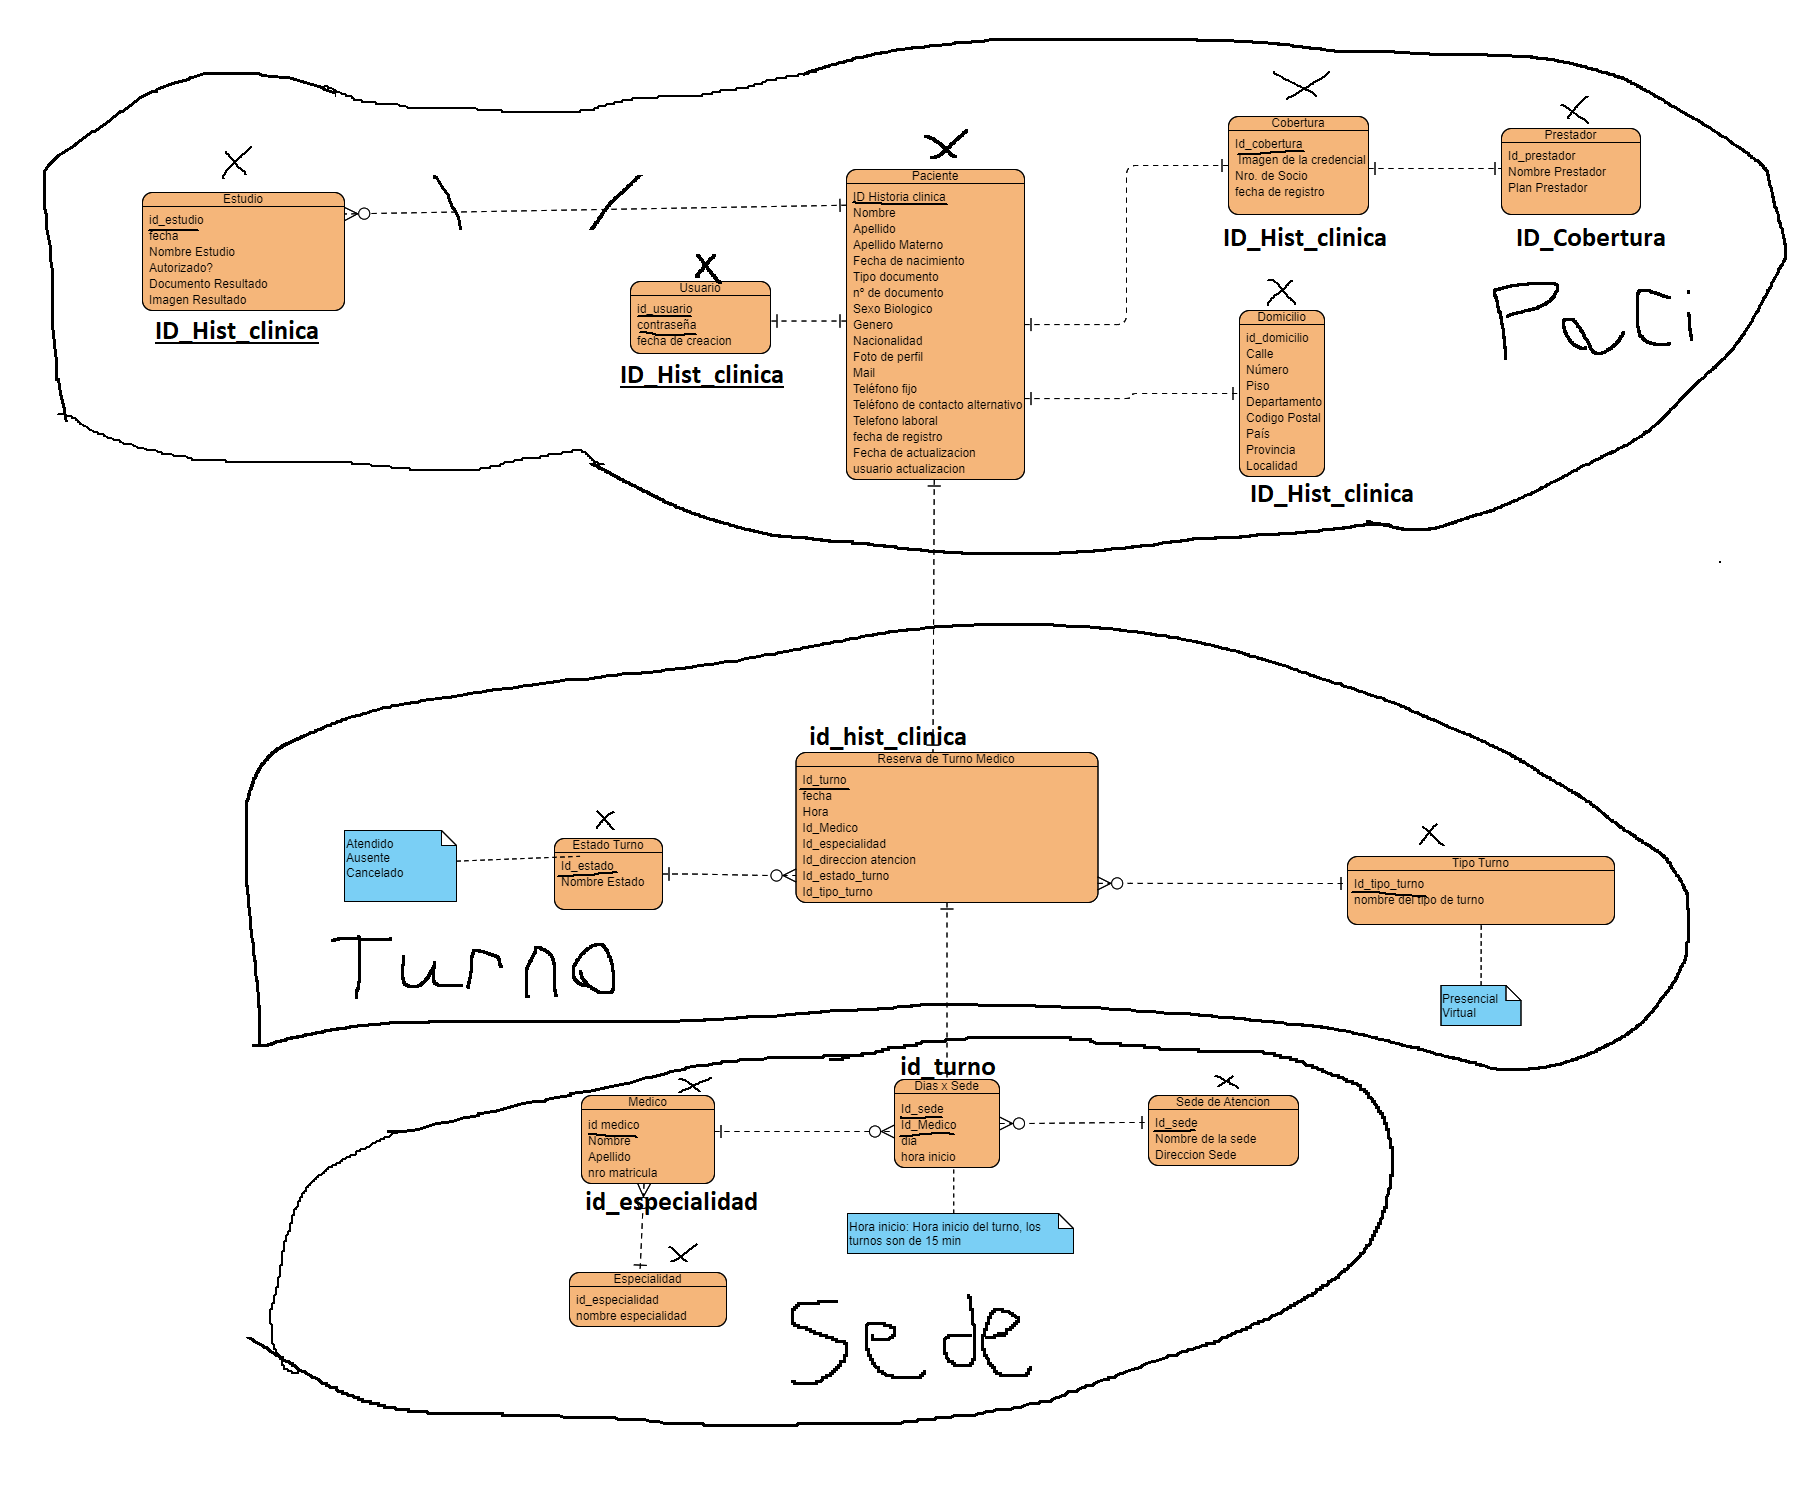 Estudio
id_estudio
fecha
Nombre Estudio
Autorizado?
Documento Resultado
Imagen Resultado
ID_Hist_clinica
Usuario
id_usuario
contraseña
fecha de creacion
ID_Hist_clinica
Paciente
ID Historia clinica
Nombre
Apellido
Apellido Materno
Fecha de nacimiento
Tipo documento
nº de documento
Sexo Biologico
Genero
Nacionalidad
Foto de perfil
Mail
Teléfono fijo
Teléfono de contacto alternativo
Telefono laboral
fecha de registro
Fecha de actualizacion
usuario actualizacion
Cobertura
Id_cobertura
Imagen de la credencial
Nro. de Socio
fecha de registro
ID_Hist_clinica
Prestador
Id_prestador
Nombre Prestador
Plan Prestador
ID_Cobertura
Domicilio
id_domicilio
Calle
Número
Piso
Departamento
Codigo Postal
País
Provincia
Localidad
ID_Hist_clinica
Paci
id_hist_clinica
Reserva de Turno Medico
Id_turno
fecha
Hora
Id_Medico
Id_especialidad
Id_direccion atencion
Id_estado_turno
Id_tipo_turno
Atendido
Ausente
Cancelado
Estado Turno
Id_estado
Nombre Estado
Tipo Turno
Id_tipo_turno
nombre del tipo de turno
Presencial
Virtual
Turno
id_turno
Dias x Sede
Id_sede
Id_Medico
dia
hora inicio
Medico
id medico
Nombre
Apellido
nro matricula
id_especialidad
Sede de Atencion
Id_sede
Nombre de la sede
Direccion Sede
Hora inicio: Hora inicio del turno, los
turnos son de 15 min
Especialidad
id_especialidad
nombre especialidad
Sede